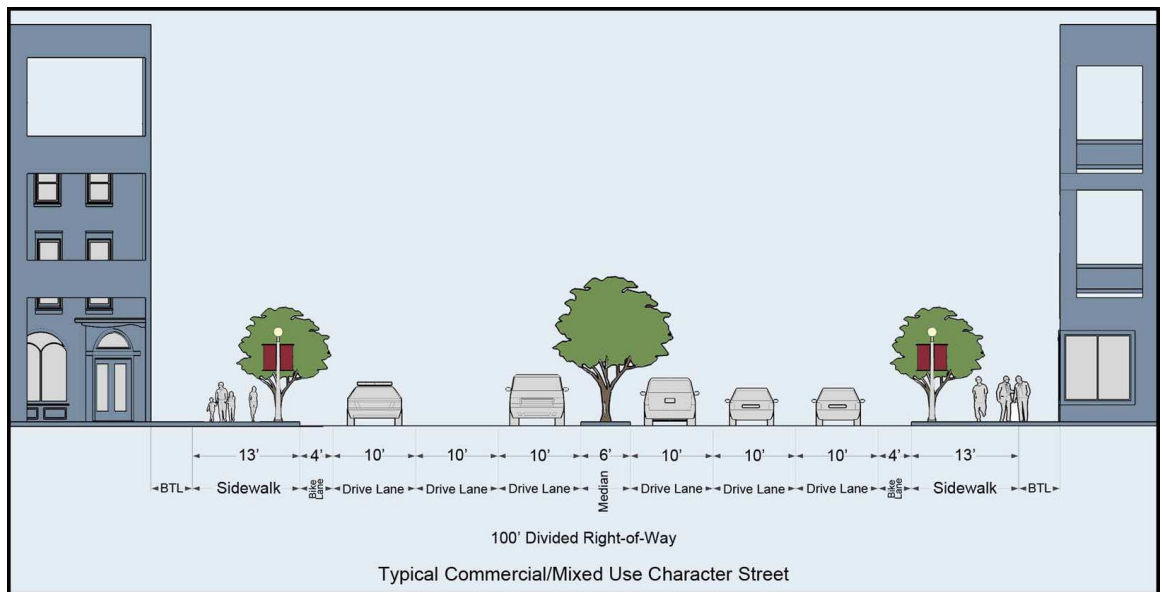 13' 4' 10' 10' 10' 6' 10' 10' 10' 4' 13'
BTL Sidewalk Bike Lane Drive Lane Drive Lane Drive Lane Median Drive Lane Drive Lane Drive Lane Bike Lane Sidewalk BTL
100' Divided Right-of-Way
Typical Commercial/Mixed Use Character Street